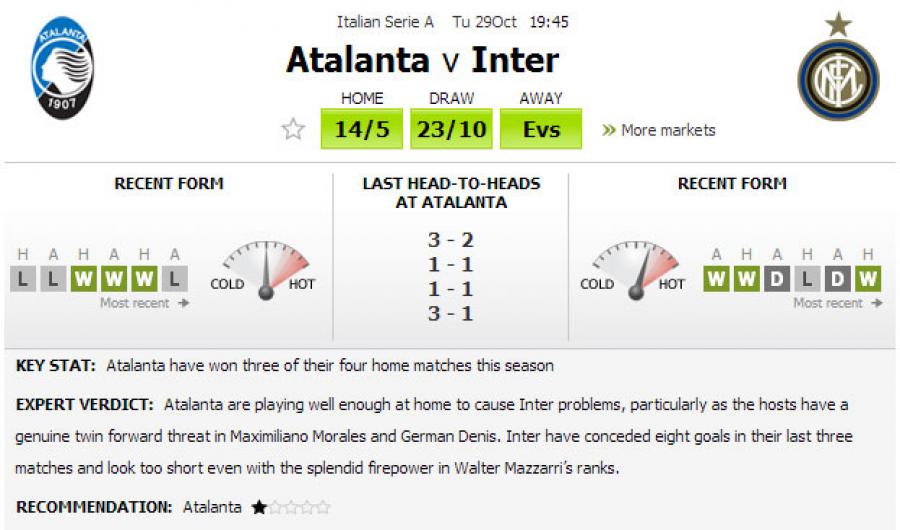 Italian Serie A Tu 29Oct 19:45
ATALANTA
1907
Atalanta v Inter
HOME DRAW AWAY
14/5 23/10 Evs » More markets
RECENT FORM
H A H A H A
L L W W W L
Most recent →
COLD HOT
LAST HEAD-TO-HEADS
AT ATALANTA
3 - 2
1 - 1
1 - 1
3 - 1
RECENT FORM
COLD HOT
A H A H A H
W W D L D W
Most recent →
KEY STAT: Atalanta have won three of their four home matches this season
EXPERT VERDICT: Atalanta are playing well enough at home to cause Inter problems, particularly as the hosts have a
genuine twin forward threat in Maximiliano Morales and German Denis. Inter have conceded eight goals in their last three
matches and look too short even with the splendid firepower in Walter Mazzarri's ranks.
RECOMMENDATION: Atalanta